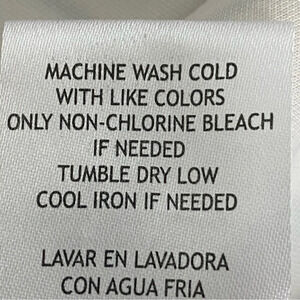 MACHINE WASH COLD
WITH LIKE COLORS
ONLY NON-CHLORINE BLEACH
IF NEEDED
TUMBLE DRY LOW
COOL IRON IF NEEDED
LAVAR EN LAVADORA
CON AGUA FRIA